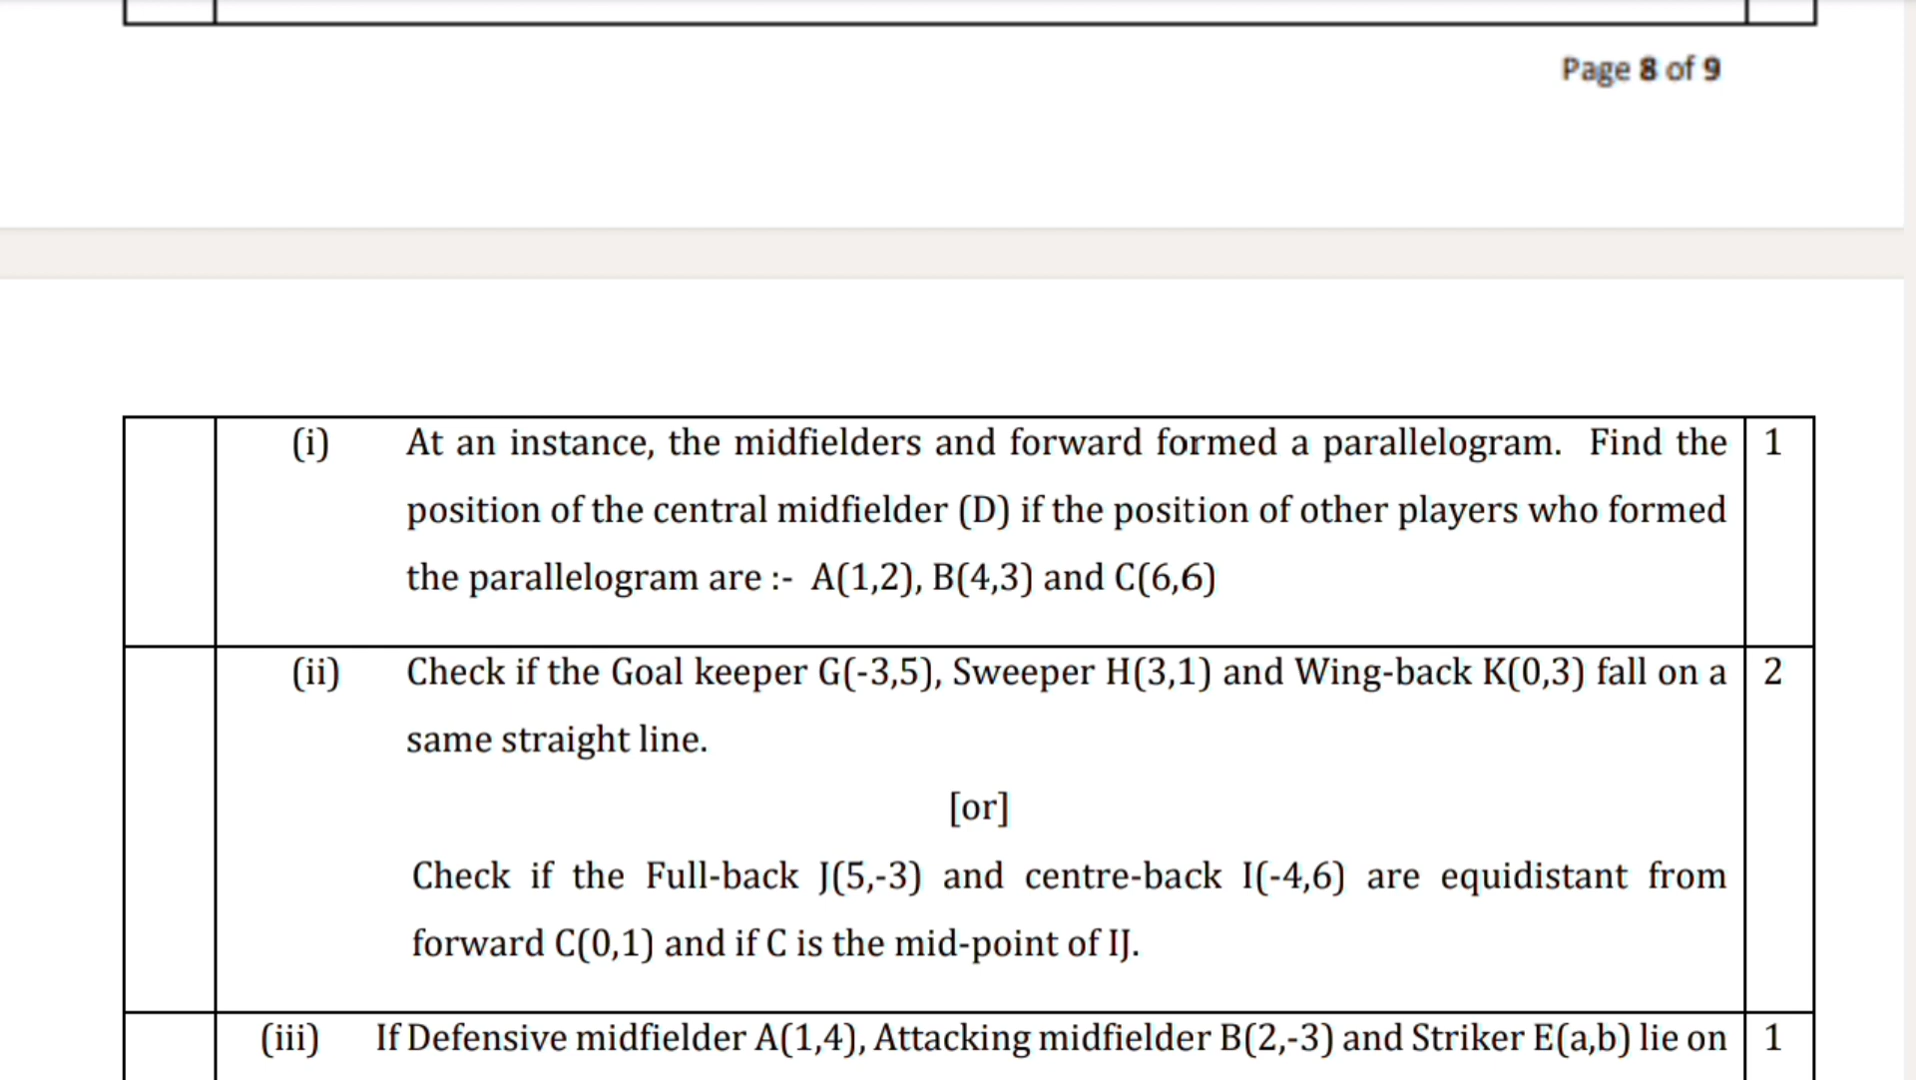 Page 8 of 9
(i) At an instance, the midfielders and forward formed a parallelogram. Find the 1
position of the central midfielder (D) if the position of other players who formed
the parallelogram are :- A(1,2), B(4,3) and C(6,6)
(ii) Check if the Goal keeper G(-3,5), Sweeper H(3,1) and Wing-back K(0,3) fall on a 2
same straight line.
[or]
Check if the Full-back J(5,-3) and centre-back I(-4,6) are equidistant from
forward C(0,1) and if C is the mid-point of IJ.
(iii) If Defensive midfielder A(1,4), Attacking midfielder B(2,-3) and Striker E(a,b) lie on 1